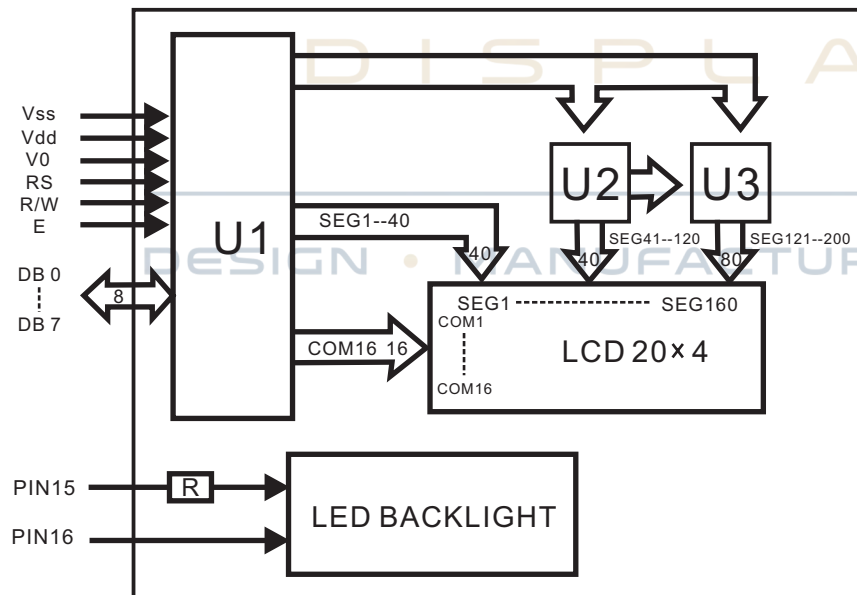 DISPLA
Vss
Vdd
V0
RS
R/W
E
DB 0
DB 7
8
U1
U2
U3
SEG1--40
40
SEG41--120
40
SEG121--200
80
DESIGN • MANUFACTUR
COM16 16
SEG1 SEG160
COM1
COM16
LCD 20×4
PIN15
R
PIN16
LED BACKLIGHT